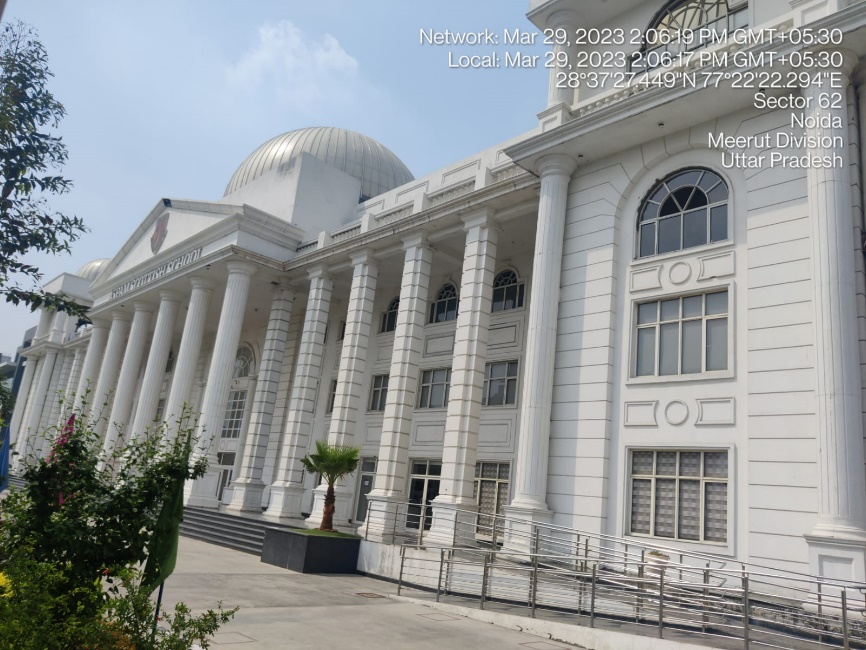 Network: Mar 29, 2023 2:06:19 PM GMT+05:30
Local: Mar 29, 2023 2:06:17 PM GMT+05:30
28°37'27.449"N 77°22'22.294"E
Sector 62
Noida
Meerut Division
Uttar Pradesh
SCHOOL